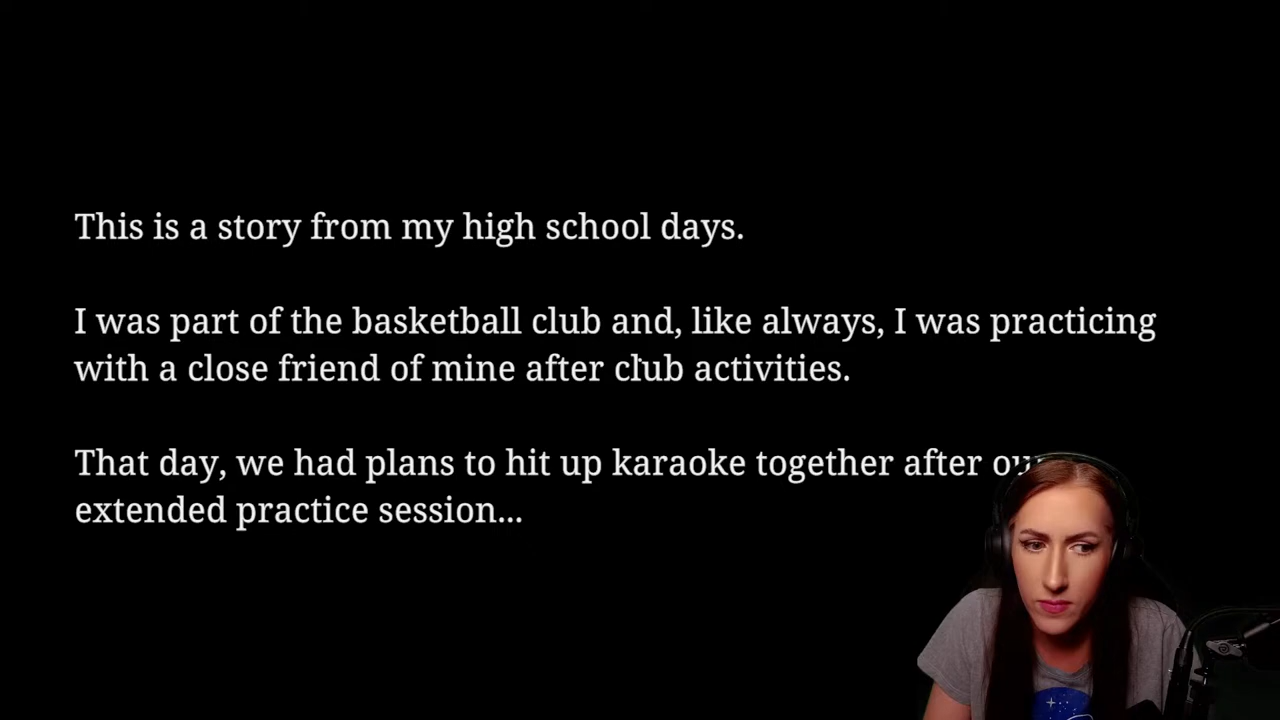 This is a story from my high school days.
I was part of the basketball club and, like always, I was practicing
with a close friend of mine after club activities.
That day, we had plans to hit up karaoke together after our
extended practice session...